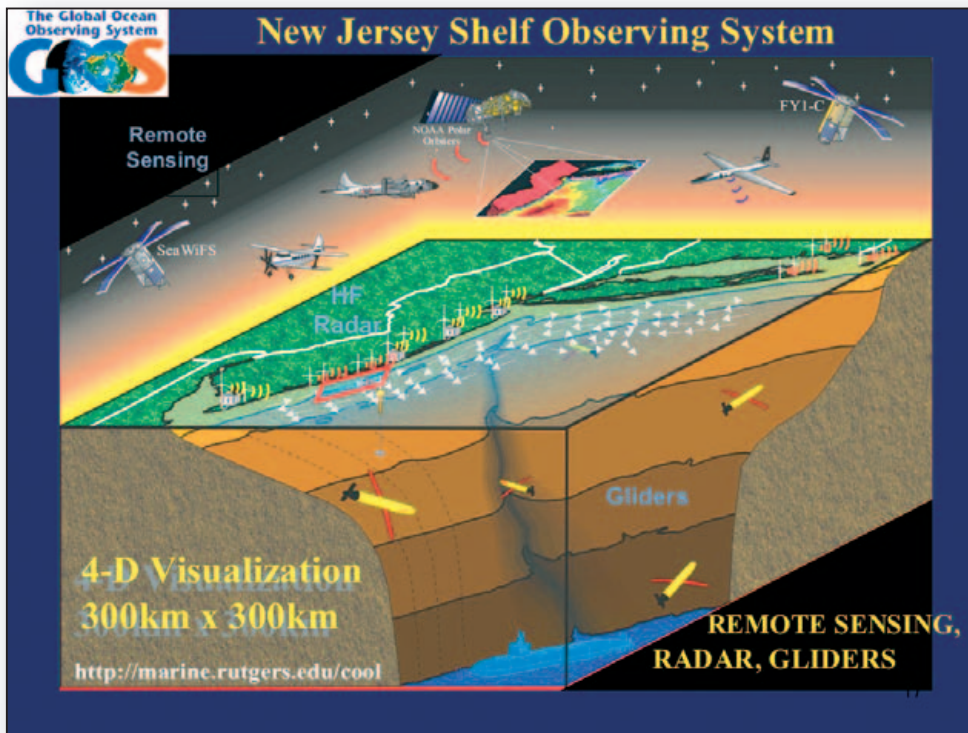 The Global Ocean
Observing System
GOOS
New Jersey Shelf Observing System
Remote
Sensing
NOAA Polar
Orbiters
FY1-C
SeaWiFS
HF
Radar
Gliders
4-D Visualization
300km x 300km
http://marine.rutgers.edu/cool
REMOTE SENSING,
RADAR, GLIDERS
17